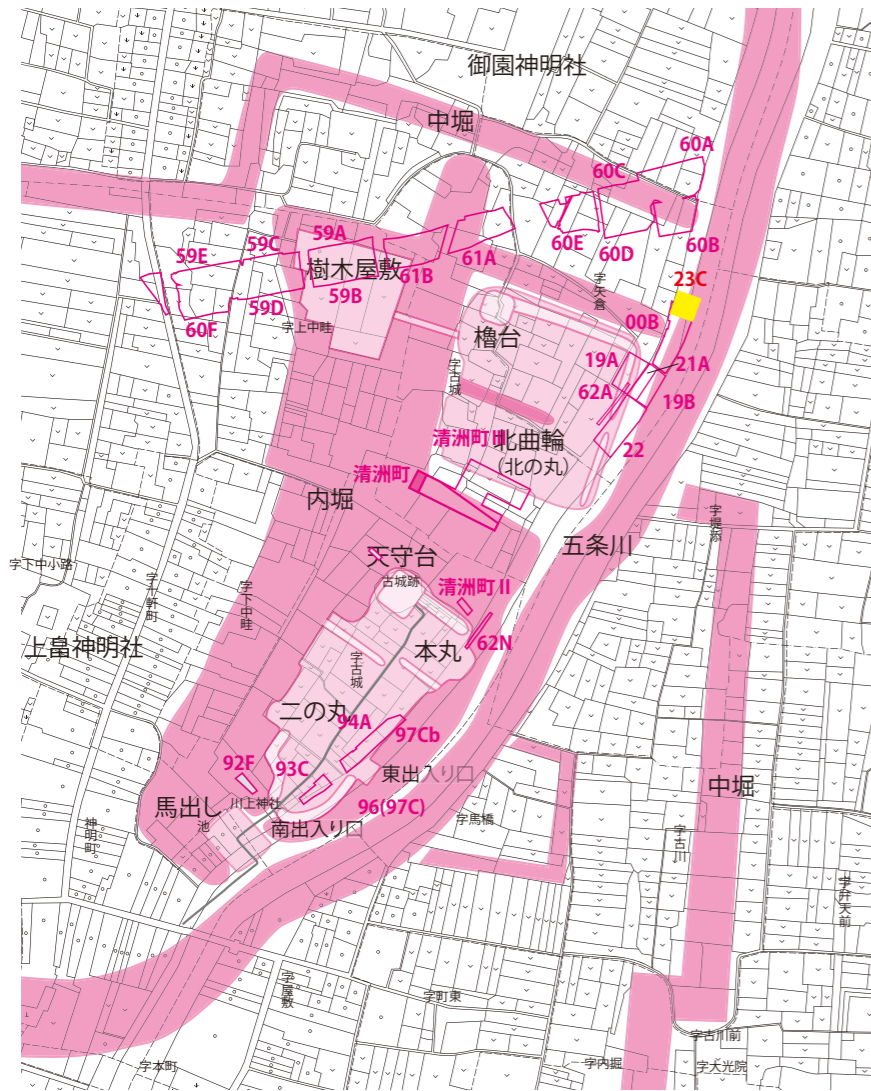 御園神明社
中堀
60A
60C
60E
60D
60B
59A
59C
59E
樹木屋敷
61B
61A
59B
59D
60F
字上中畦
字矢倉
23C
00B
櫓台
19A
21A
62A
19B
字古城
清洲町Ⅲ
北曲輪
(北の丸)
22
清洲町
内堀
五条川
字堤添
天守台
古城跡
清洲町Ⅱ
62N
字下中小路
字十軒町
字下中畦
上畠神明社
本丸
字古城
二の丸
94A
97Cb
92F
93C
東出入り口
中堀
馬出し
川上神社
池
96(97C)
南出入り口
字馬橋
神明町
字古川
字弁天前
字屋敷
字町東
字古川前
字本町
字内掘
字大光院